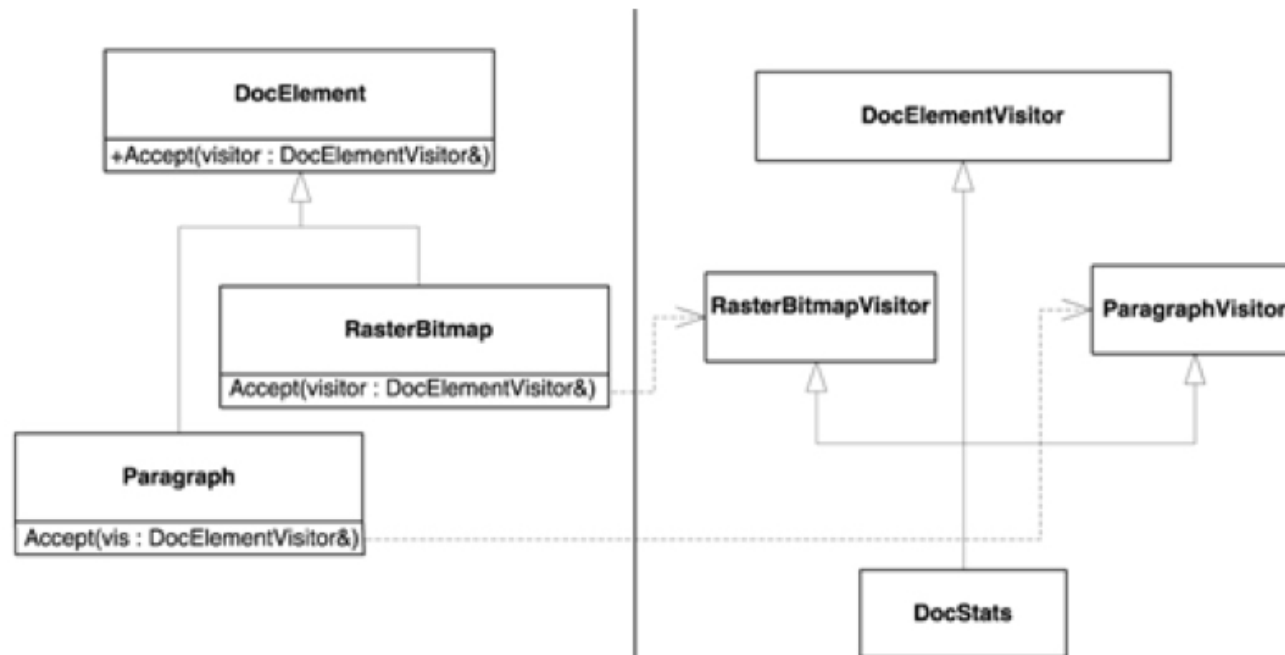 DocElement
+Accept(visitor : DocElementVisitor&)
RasterBitmap
Accept(visitor : DocElementVisitor&)
Paragraph
Accept(vis : DocElementVisitor&)
DocElementVisitor
RasterBitmapVisitor
ParagraphVisitor
DocStats